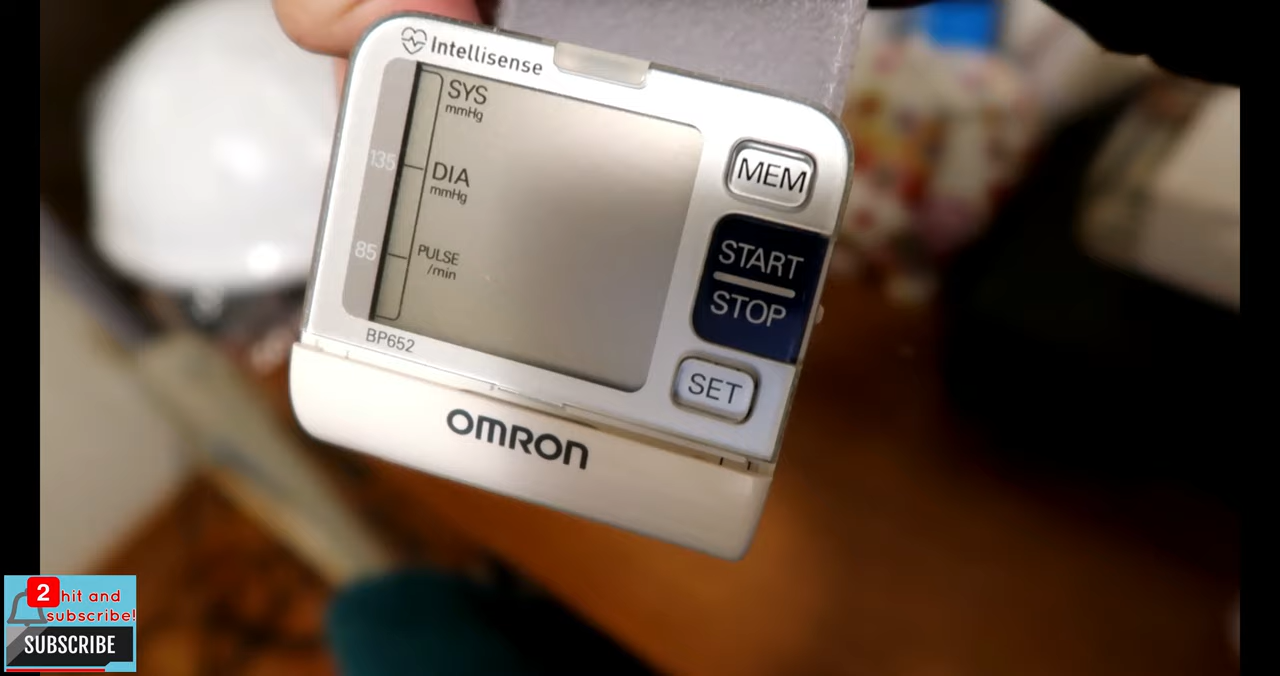 Intellisense
SYS
mmHg
135
DIA
mmHg
85
PULSE
/min
BP652
MEM
START
STOP
SET
OMRON
2
hit and
subscribe!
SUBSCRIBE